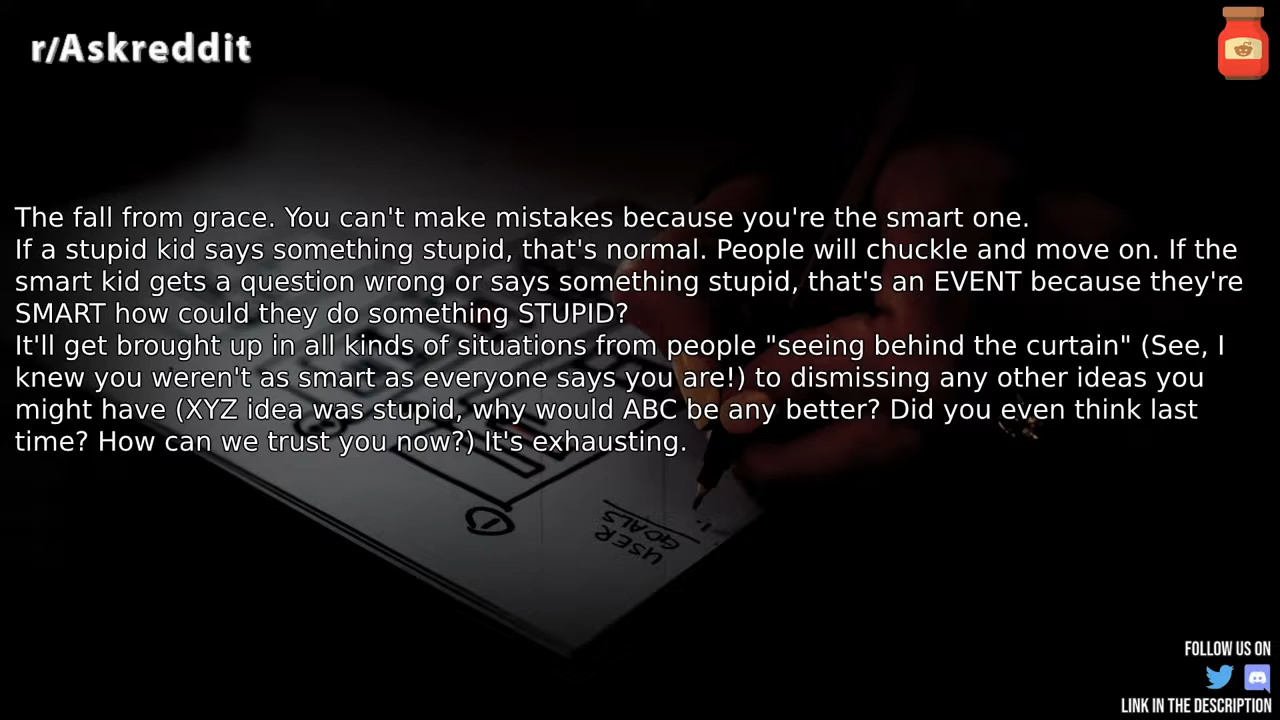 r/Askreddit
The fall from grace. You can't make mistakes because you're the smart one.
If a stupid kid says something stupid, that's normal. People will chuckle and move on. If the
smart kid gets a question wrong or says something stupid, that's an EVENT because they're
SMART how could they do something STUPID?
It'll get brought up in all kinds of situations from people "seeing behind the curtain" (See, I
knew you weren't as smart as everyone says you are!) to dismissing any other ideas you
might have (XYZ idea was stupid, why would ABC be any better? Did you even think last
time? How can we trust you now?) It's exhausting.
USER
GOALS
1.
FOLLOW US ON
LINK IN THE DESCRIPTION